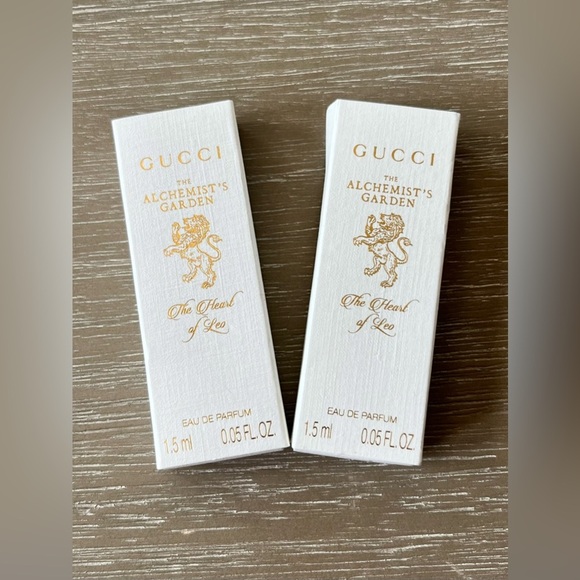 GUCCI
THE
ALCHEMIST'S
GARDEN
The Heart
of Leo
EAU DE PARFUM
1.5 ml 0.05 FL.OZ.
GUCCI
THE
ALCHEMIST'S
GARDEN
The Heart
of Leo
EAU DE PARFUM
1.5 ml 0.05 FL.OZ.